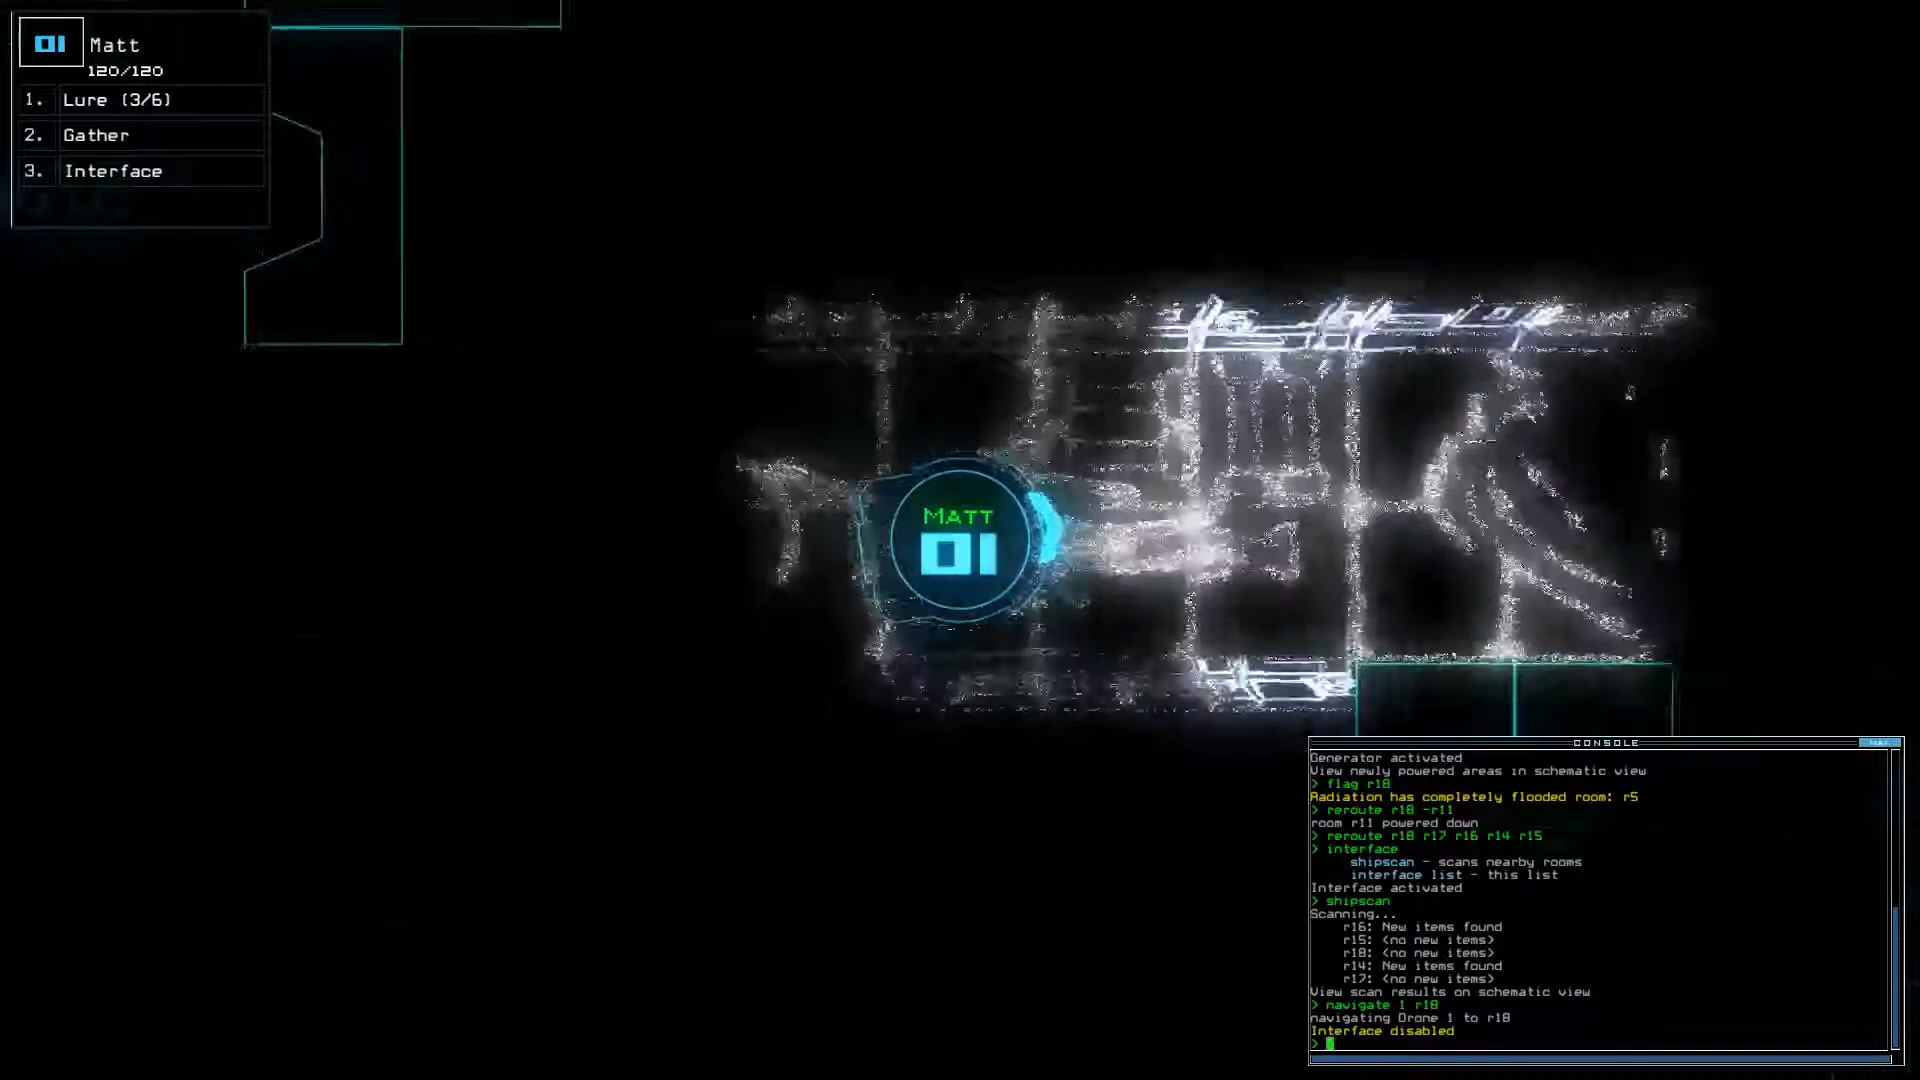 01 Matt
120/120
1. Lure (3/6)
2. Gather
3. Interface
MATT
01
CONSOLE
Generator activated
View newly powered areas in schematic view
> flag r18
Radiation has completely flooded room: r5
> reroute r18 -r11
room r11 powered down
> reroute r18 r17 r16 r14 r15
> interface
shipscan - scans nearby rooms
interface list - this list
Interface activated
> shipscan
Scanning...
r16: New items found
r15: <no new items>
r18: <no new items>
r14: New items found
r17: <no new items>
View scan results on schematic view
> navigate 1 r18
navigating Drone 1 to r18
Interface disabled
>